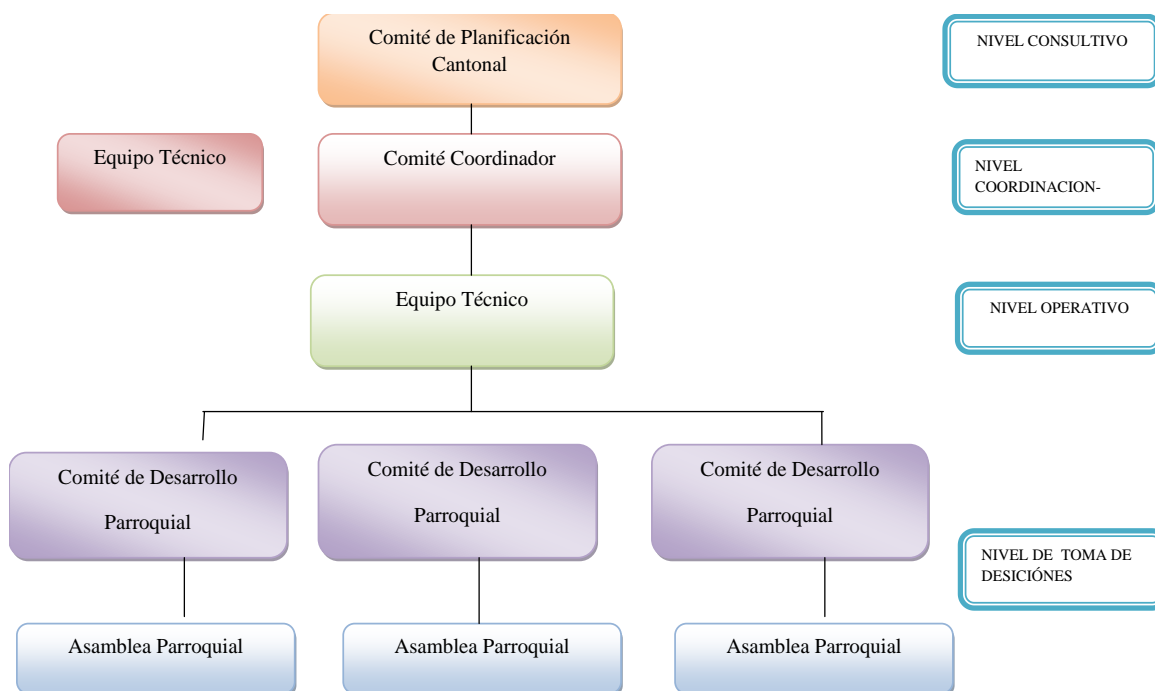 Comité de Planificación
Cantonal
NIVEL CONSULTIVO
Equipo Técnico
Comité Coordinador
NIVEL
COORDINACION-
Equipo Técnico
NIVEL OPERATIVO
Comité de Desarrollo
Parroquial
Comité de Desarrollo
Parroquial
Comité de Desarrollo
Parroquial
NIVEL DE TOMA DE
DESICIÓNES
Asamblea Parroquial
Asamblea Parroquial
Asamblea Parroquial